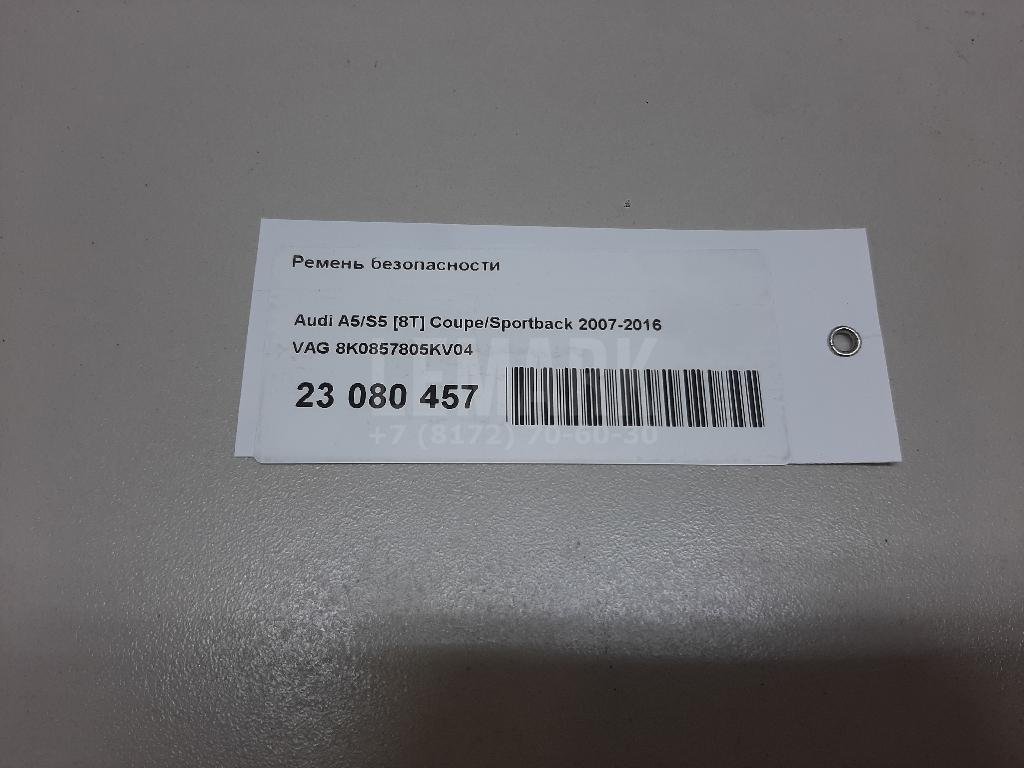 Ремень безопасности
Audi A5/S5 [8T] Coupe/Sportback 2007-2016
VAG 8K0857805KV04
LEMARK
23 080 457
+7 (8172) 70-60-30